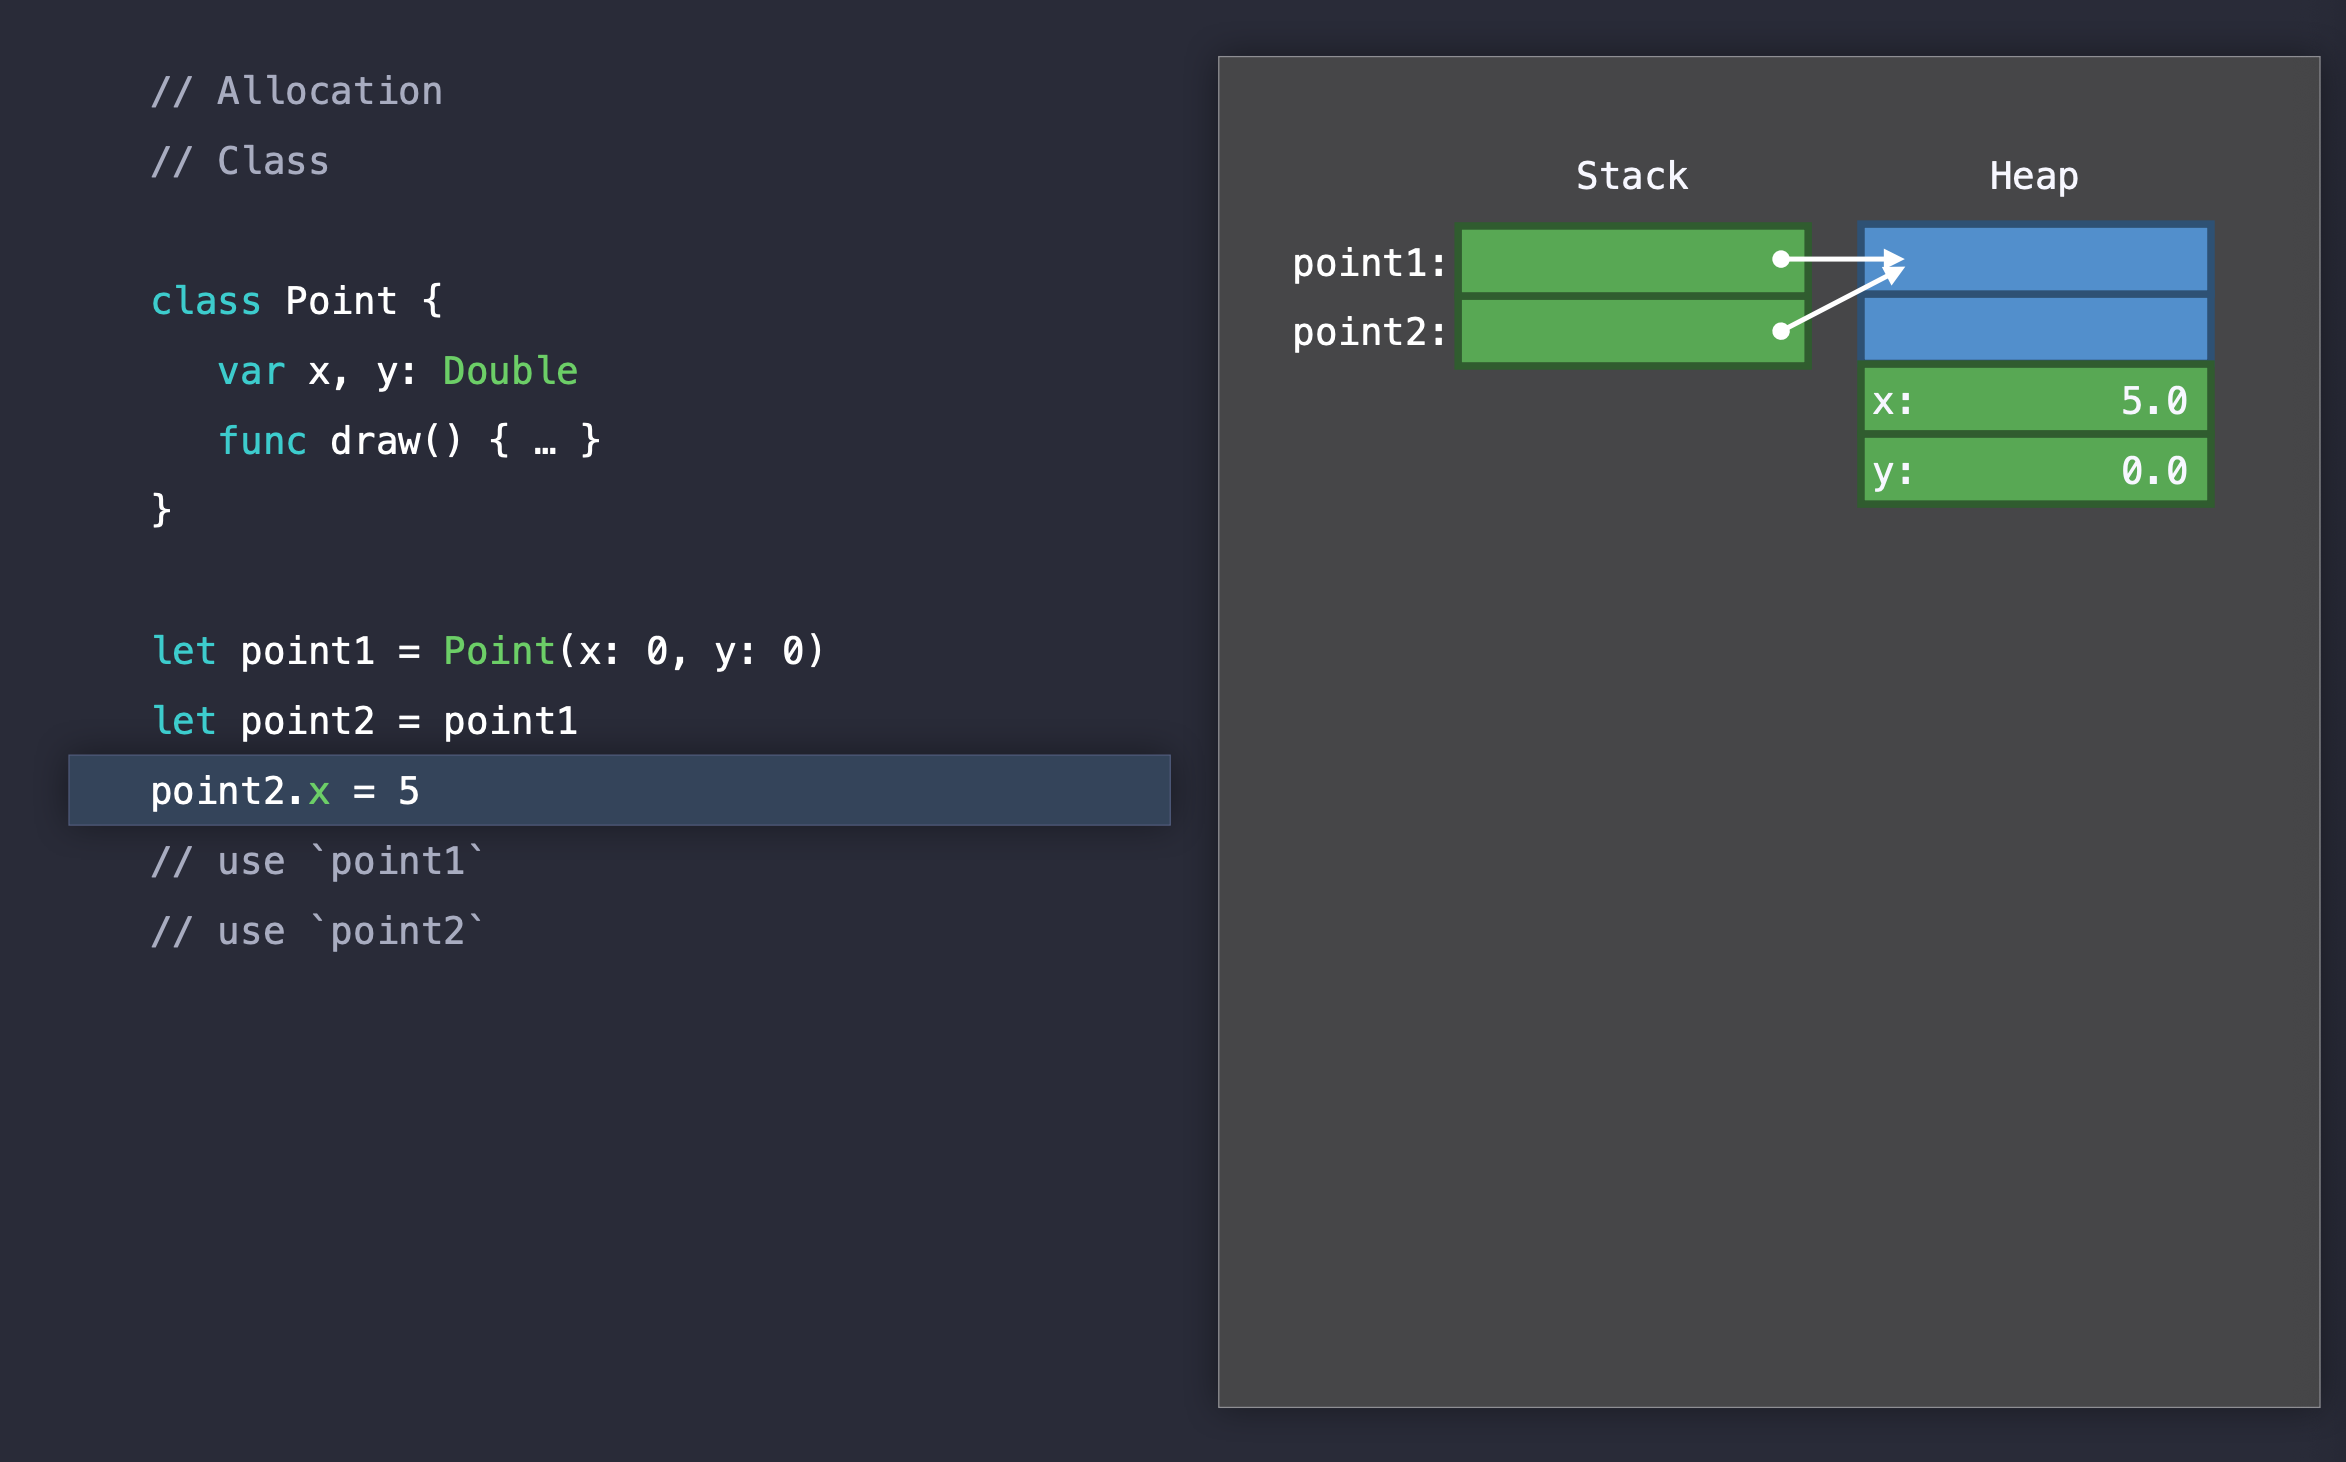 // Allocation
// Class
class Point {
   var x, y: Double
   func draw() { … }
}
let point1 = Point(x: 0, y: 0)
let point2 = point1
point2.x = 5
// use `point1`
// use `point2`
Stack Heap
point1:
point2:
x: 5.0
y: 0.0